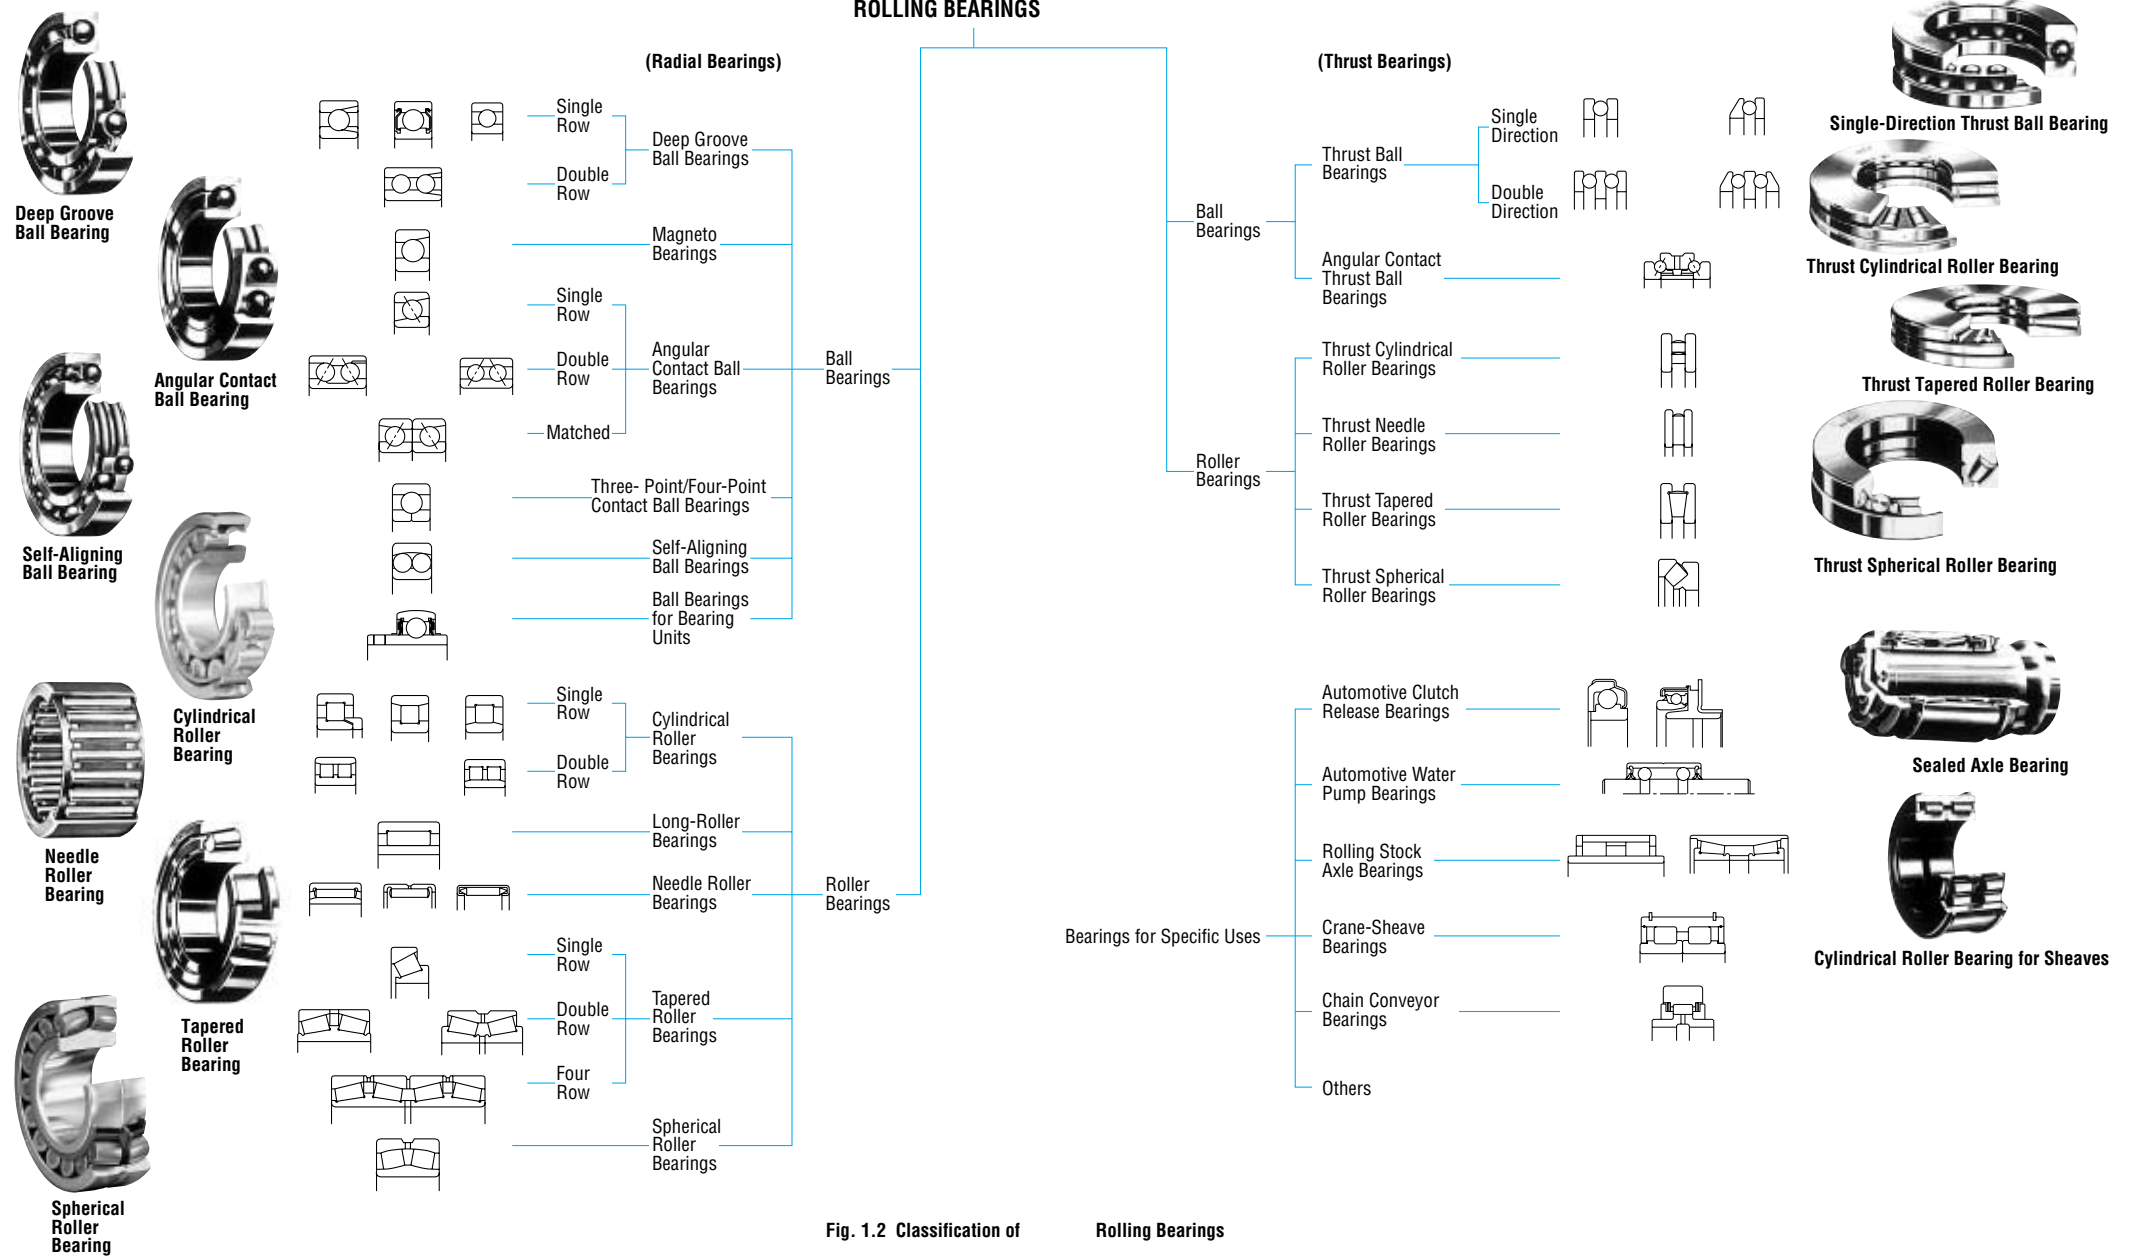 ROLLING BEARINGS
(Radial Bearings)
Deep Groove
Ball Bearing
Angular Contact
Ball Bearing
Self-Aligning
Ball Bearing
Cylindrical
Roller
Bearing
Needle
Roller
Bearing
Tapered
Roller
Bearing
Spherical
Roller
Bearing
Single
Row
Double
Row
Deep Groove
Ball Bearings
Magneto
Bearings
Single
Row
Double
Row
Matched
Angular
Contact Ball
Bearings
Three- Point/Four-Point
Contact Ball Bearings
Self-Aligning
Ball Bearings
Ball Bearings
for Bearing
Units
Ball
Bearings
Single
Row
Double
Row
Cylindrical
Roller
Bearings
Long-Roller
Bearings
Needle Roller
Bearings
Single
Row
Double
Row
Four
Row
Tapered
Roller
Bearings
Spherical
Roller
Bearings
Roller
Bearings
(Thrust Bearings)
Ball
Bearings
Thrust Ball
Bearings
Single
Direction
Double
Direction
Angular Contact
Thrust Ball
Bearings
Roller
Bearings
Thrust Cylindrical
Roller Bearings
Thrust Needle
Roller Bearings
Thrust Tapered
Roller Bearings
Thrust Spherical
Roller Bearings
Bearings for Specific Uses
Automotive Clutch
Release Bearings
Automotive Water
Pump Bearings
Rolling Stock
Axle Bearings
Crane-Sheave
Bearings
Chain Conveyor
Bearings
Others
Single-Direction Thrust Ball Bearing
Thrust Cylindrical Roller Bearing
Thrust Tapered Roller Bearing
Thrust Spherical Roller Bearing
Sealed Axle Bearing
Cylindrical Roller Bearing for Sheaves
Fig. 1.2 Classification of Rolling Bearings